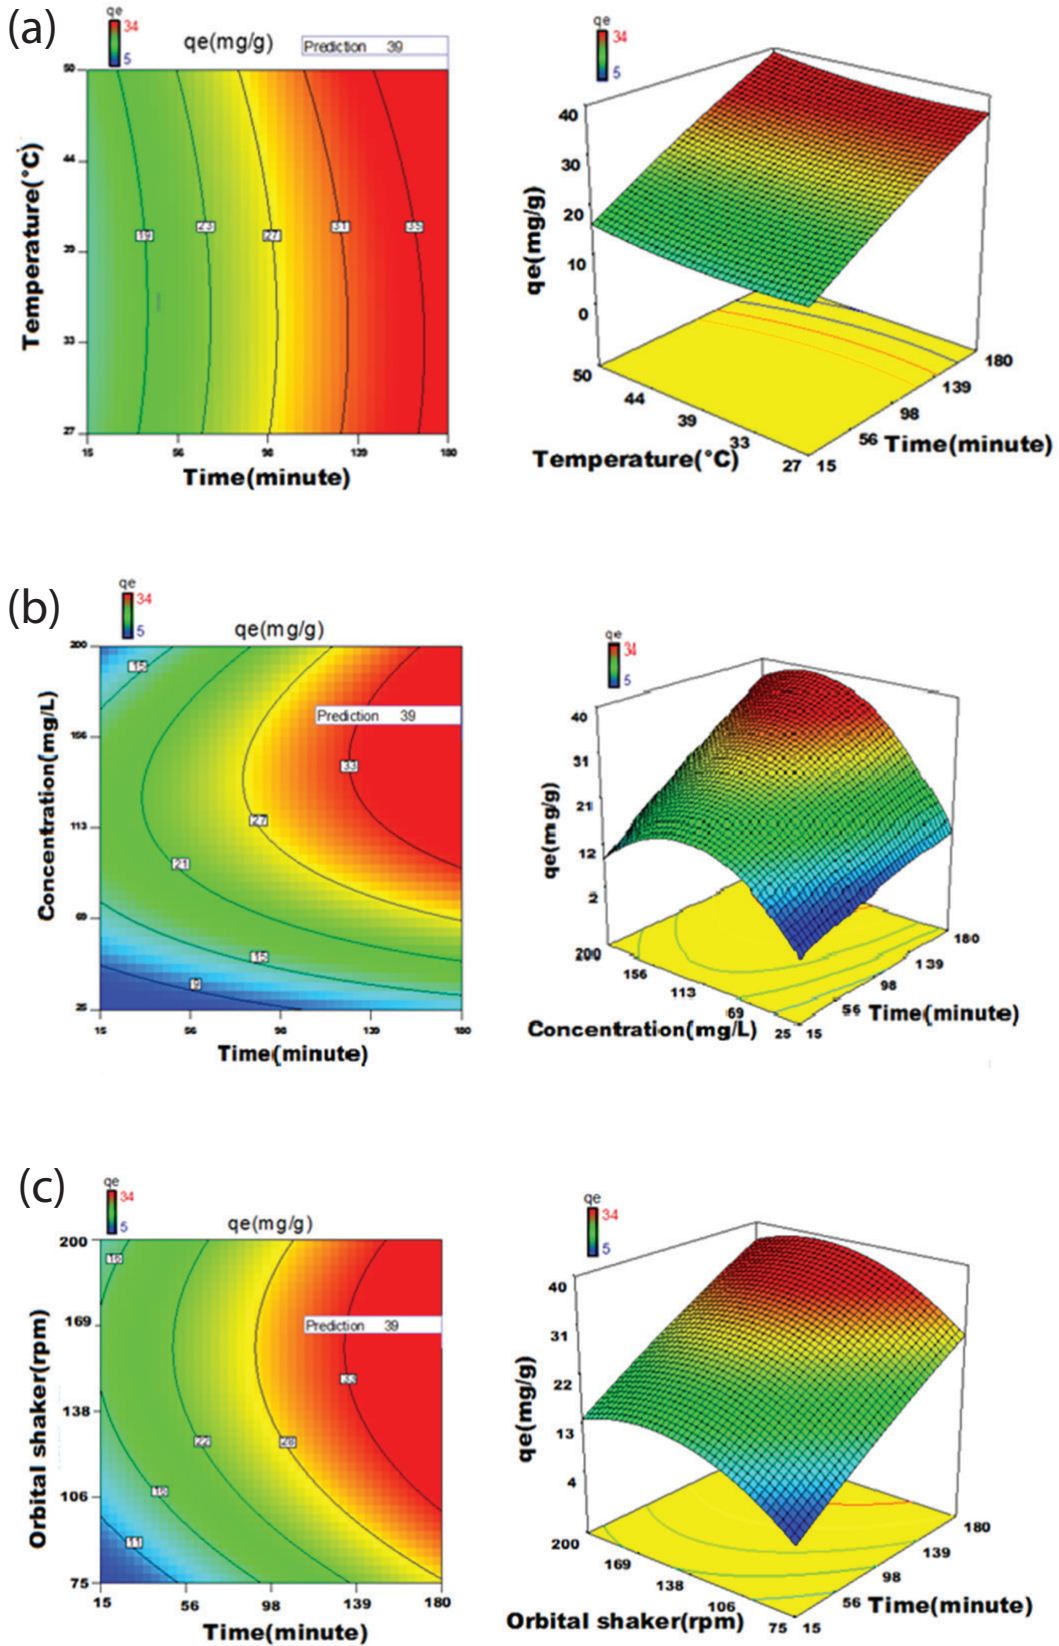 (a)
qe
34
5
qe(mg/g)
Prediction 39
50
44
39
33
27
Temperature(°C)
19
23
27
31
35
15 56 98 139 180
Time(minute)
qe
34
5
40
30
20
10
0
qe(mg/g)
50
44
39
33
27
Temperature(°C)
15
56
98
139
180
Time(minute)
(b)
qe
34
5
qe(mg/g)
Prediction 39
200
156
113
69
25
Concentration(mg/L)
15
33
27
21
15
9
15 56 98 139 180
Time(minute)
qe
34
5
40
31
21
12
2
qe(mg/g)
200
156
113
69
25
Concentration(mg/L)
15
56
98
139
180
Time(minute)
(c)
qe
34
5
qe(mg/g)
Prediction 39
200
169
138
106
75
Orbital shaker(rpm)
16
33
22
28
16
11
15 56 98 139 180
Time(minute)
qe
34
5
40
31
22
13
4
qe(mg/g)
200
169
138
106
75
Orbital shaker(rpm)
15
56
98
139
180
Time(minute)